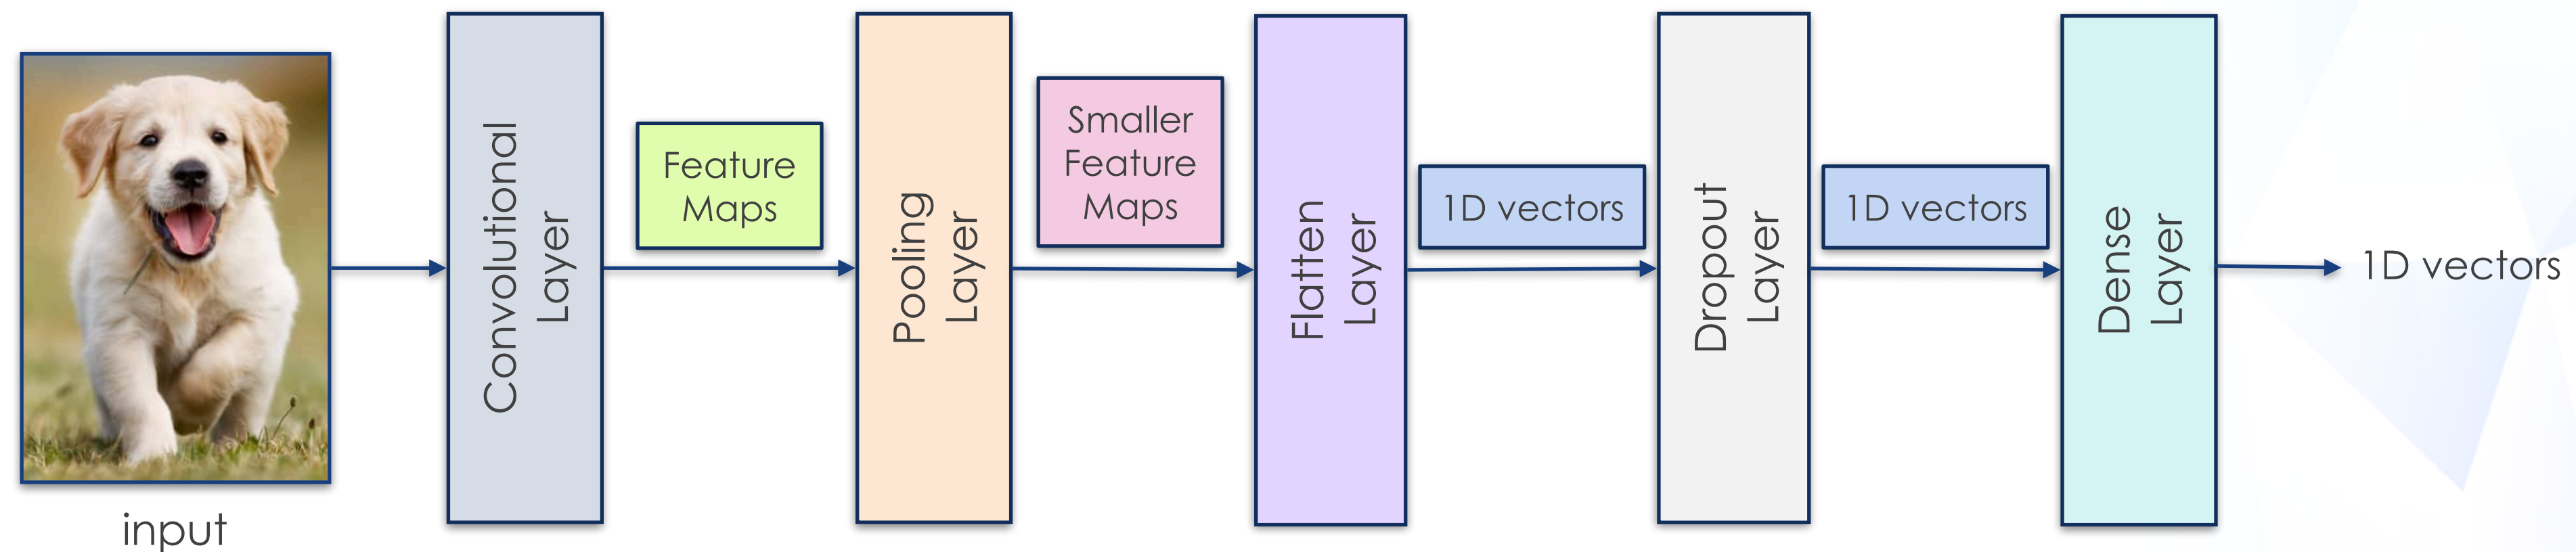 input
Convolutional
Layer
Feature
Maps
Pooling
Layer
Smaller
Feature
Maps
Flatten
Layer
1D vectors
Dropout
Layer
1D vectors
Dense
Layer
1D vectors